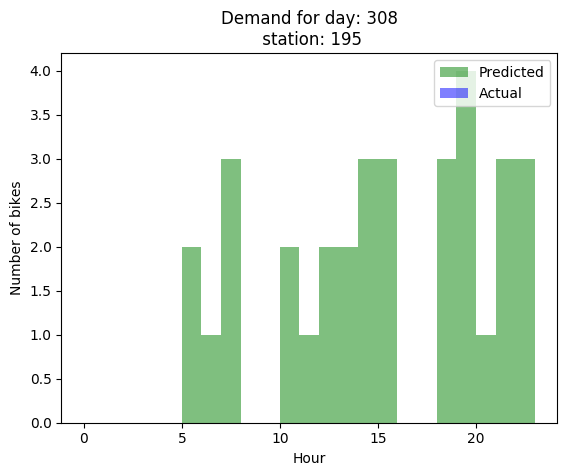 Demand for day: 308
station: 195
Predicted
Actual
4.0
3.5
3.0
2.5
2.0
1.5
1.0
0.5
0.0
Number of bikes
0 5 10 15 20
Hour